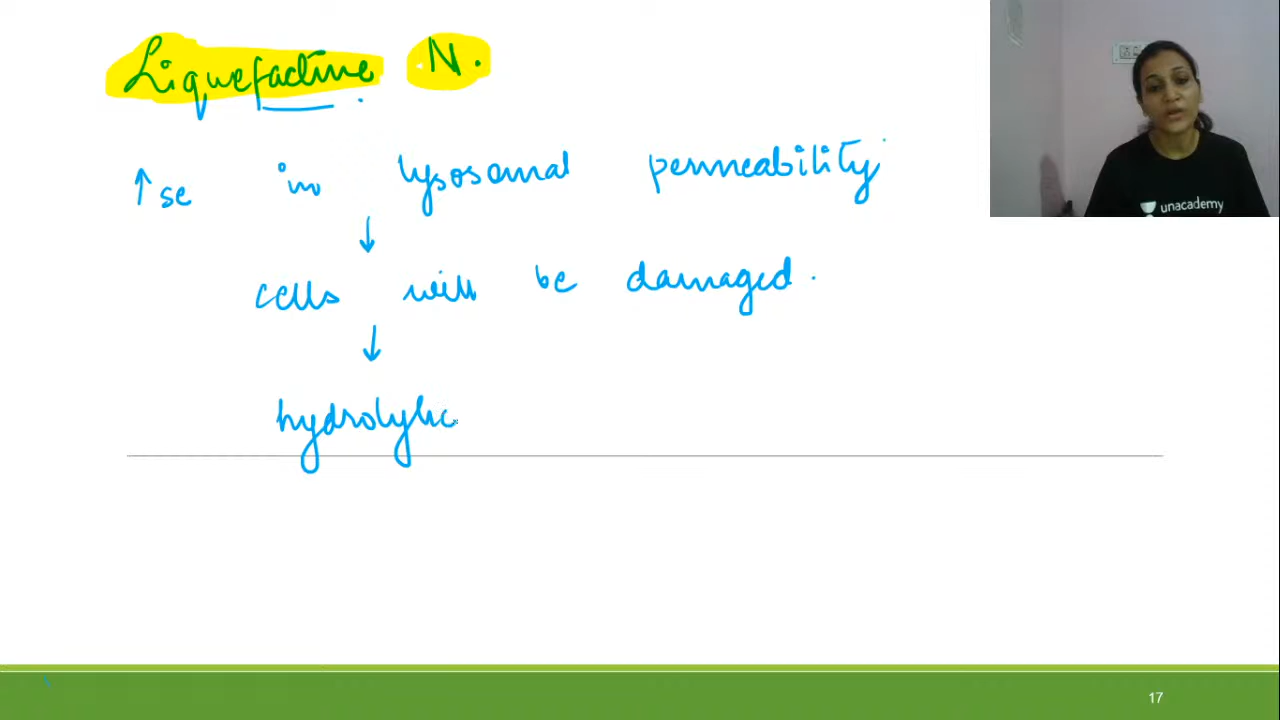 Liquefactive N.
↑se in lysosomal permeability
↓
cells will be damaged.
↓
hydrolytic
unacademy
17